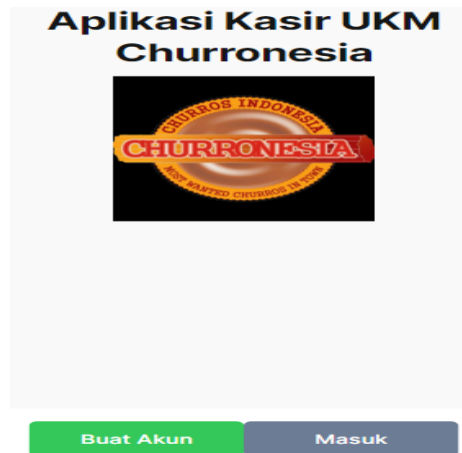 Aplikasi Kasir UKM
Churronesia
CHURROS INDONESIA
CHURRONESIA
MOST WANTED CHURROS IN TOWN
Buat Akun
Masuk